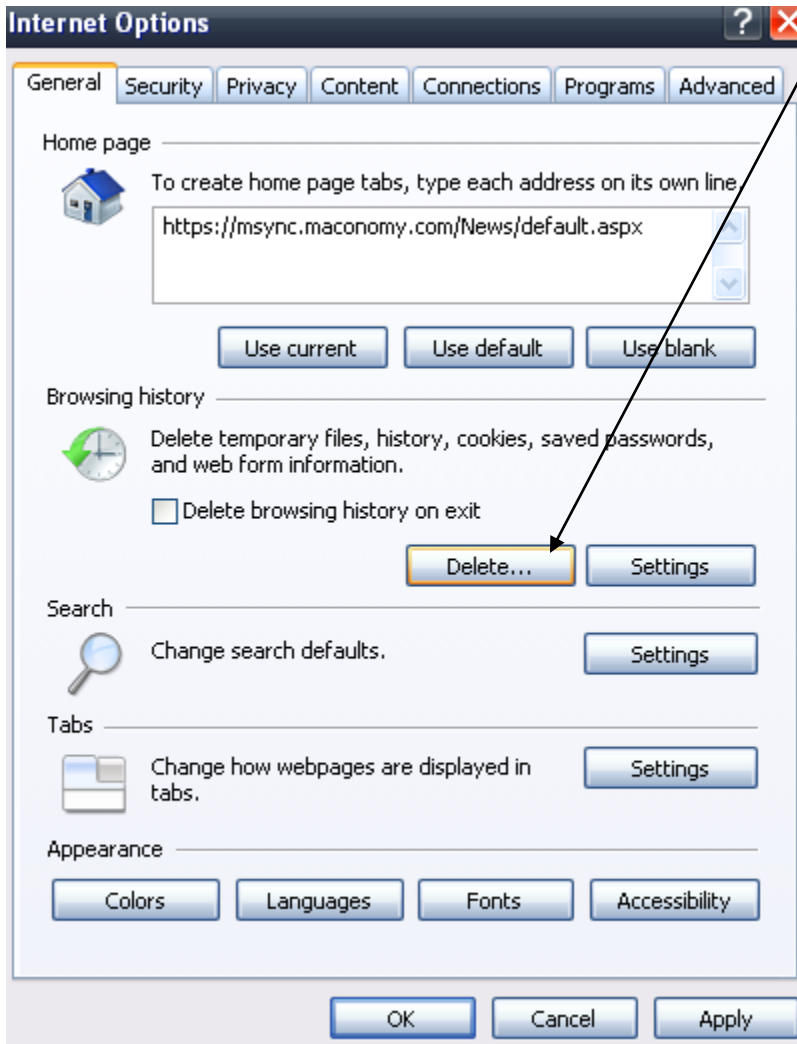 Internet Options ?
General Security Privacy Content Connections Programs Advanced
Home page
To create home page tabs, type each address on its own line.
https://msync.maconomy.com/News/default.aspx
Use current Use default Use blank
Browsing history
Delete temporary files, history, cookies, saved passwords,
and web form information.
Delete browsing history on exit
Delete... Settings
Search
Change search defaults. Settings
Tabs
Change how webpages are displayed in Settings
tabs.
Appearance
Colors Languages Fonts Accessibility
OK Cancel Apply